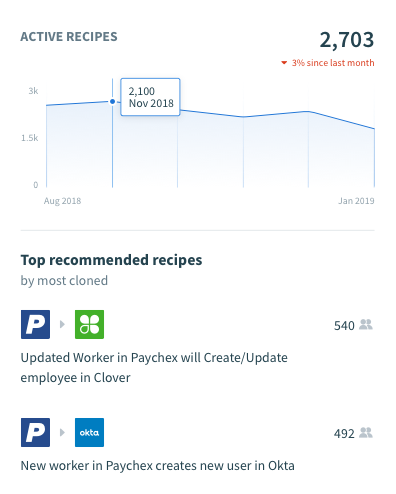 ACTIVE RECIPES
2,703
3% since last month
3k
2,100
Nov 2018
1.5k
0
Aug 2018
Jan 2019
Top recommended recipes
by most cloned
P
540
Updated Worker in Paychex will Create/Update
employee in Clover
P
okta
492
New worker in Paychex creates new user in Okta